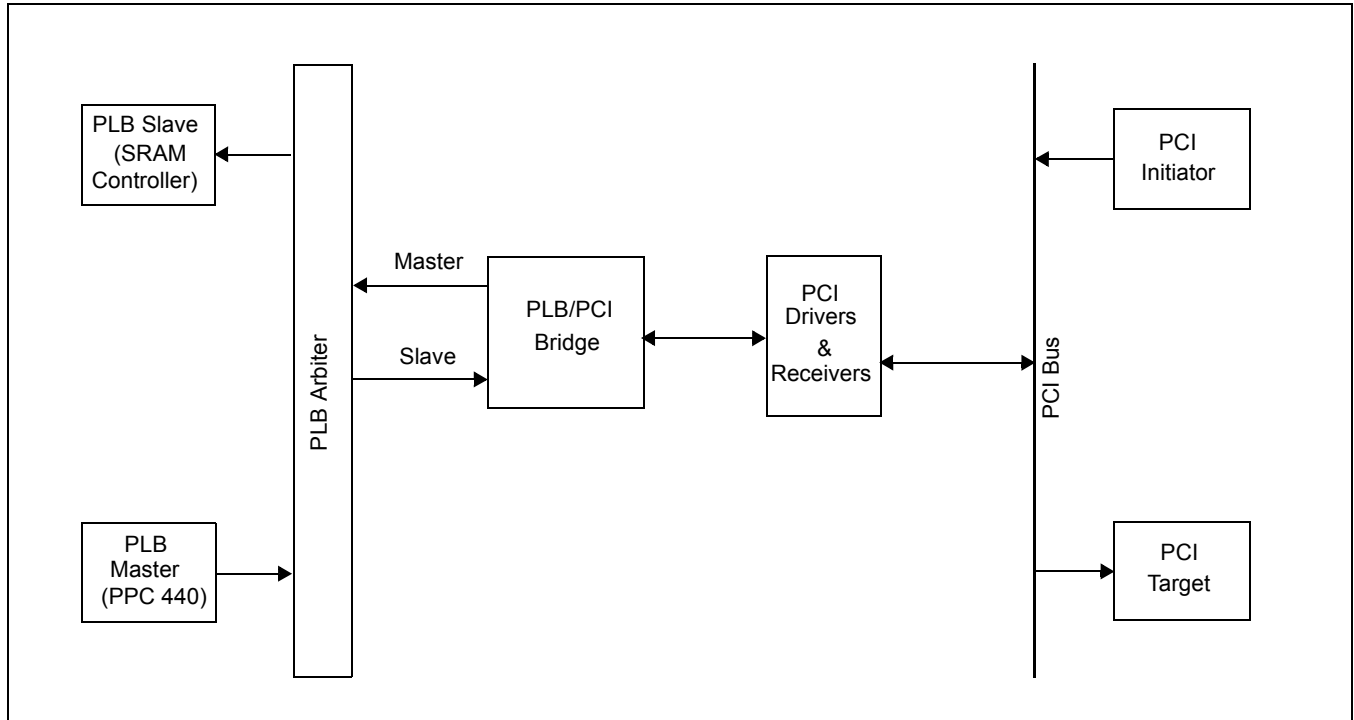 PLB Slave
(SRAM
Controller)
PLB
Master
(PPC 440)
PLB Arbiter
Master
Slave
PLB/PCI
Bridge
PCI
Drivers
&
Receivers
PCI Bus
PCI
Initiator
PCI
Target